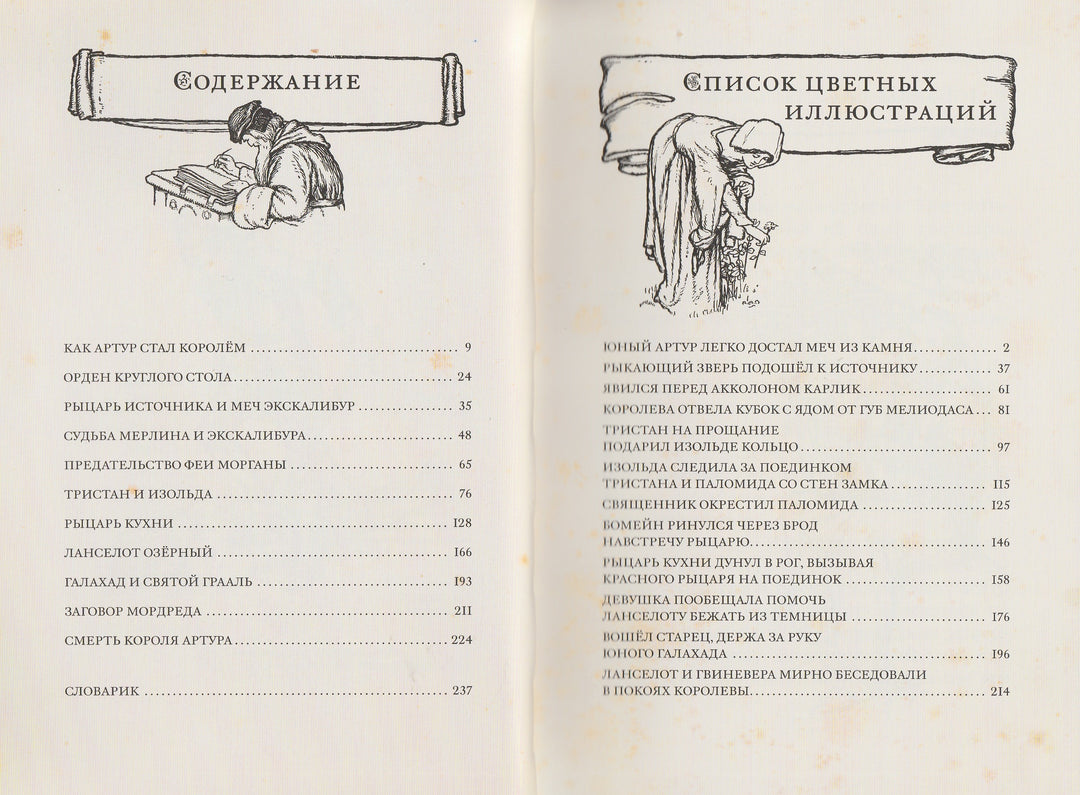 Содержание
КАК АРТУР СТАЛ КОРОЛЁМ ........ 9
ОРДЕН КРУГЛОГО СТОЛА ........ 24
РЫЦАРЬ ИСТОЧНИКА И МЕЧ ЭКСКАЛИБУР ........ 35
СУДЬБА МЕРЛИНА И ЭКСКАЛИБУРА ........ 48
ПРЕДАТЕЛЬСТВО ФЕИ МОРГАНЫ ........ 65
ТРИСТАН И ИЗОЛЬДА ........ 76
РЫЦАРЬ КУХНИ ........ 128
ЛАНСЕЛОТ ОЗЁРНЫЙ ........ 166
ГАЛАХАД И СВЯТОЙ ГРААЛЬ ........ 193
ЗАГОВОР МОРДРЕДА ........ 211
СМЕРТЬ КОРОЛЯ АРТУРА ........ 224
СЛОВАРИК ........ 237
Список цветных
иллюстраций
ЮНЫЙ АРТУР ЛЕГКО ДОСТАЛ МЕЧ ИЗ КАМНЯ ........ 2
РЫКАЮЩИЙ ЗВЕРЬ ПОДОШЁЛ К ИСТОЧНИКУ ........ 37
ЯВИЛСЯ ПЕРЕД АККОЛОНОМ КАРЛИК ........ 61
КОРОЛЕВА ОТВЕЛА КУБОК С ЯДОМ ОТ ГУБ МЕЛИОДАСА ... 81
ТРИСТАН НА ПРОЩАНИЕ
ПОДАРИЛ ИЗОЛЬДЕ КОЛЬЦО ........ 97
ИЗОЛЬДА СЛЕДИЛА ЗА ПОЕДИНКОМ
ТРИСТАНА И ПАЛОМИДА СО СТЕН ЗАМКА ........ 115
СВЯЩЕННИК ОКРЕСТИЛ ПАЛОМИДА ........ 125
БОМЕЙН РИНУЛСЯ ЧЕРЕЗ БРОД
НАВСТРЕЧУ РЫЦАРЮ ........ 146
РЫЦАРЬ КУХНИ ДУНУЛ В РОГ, ВЫЗЫВАЯ
КРАСНОГО РЫЦАРЯ НА ПОЕДИНОК ........ 158
ДЕВУШКА ПООБЕЩАЛА ПОМОЧЬ
ЛАНСЕЛОТУ БЕЖАТЬ ИЗ ТЕМНИЦЫ ........ 176
ВОШЁЛ СТАРЕЦ, ДЕРЖА ЗА РУКУ
ЮНОГО ГАЛАХАДА ........ 196
ЛАНСЕЛОТ И ГВИНЕВЕРА МИРНО БЕСЕДОВАЛИ
В ПОКОЯХ КОРОЛЕВЫ ........ 214